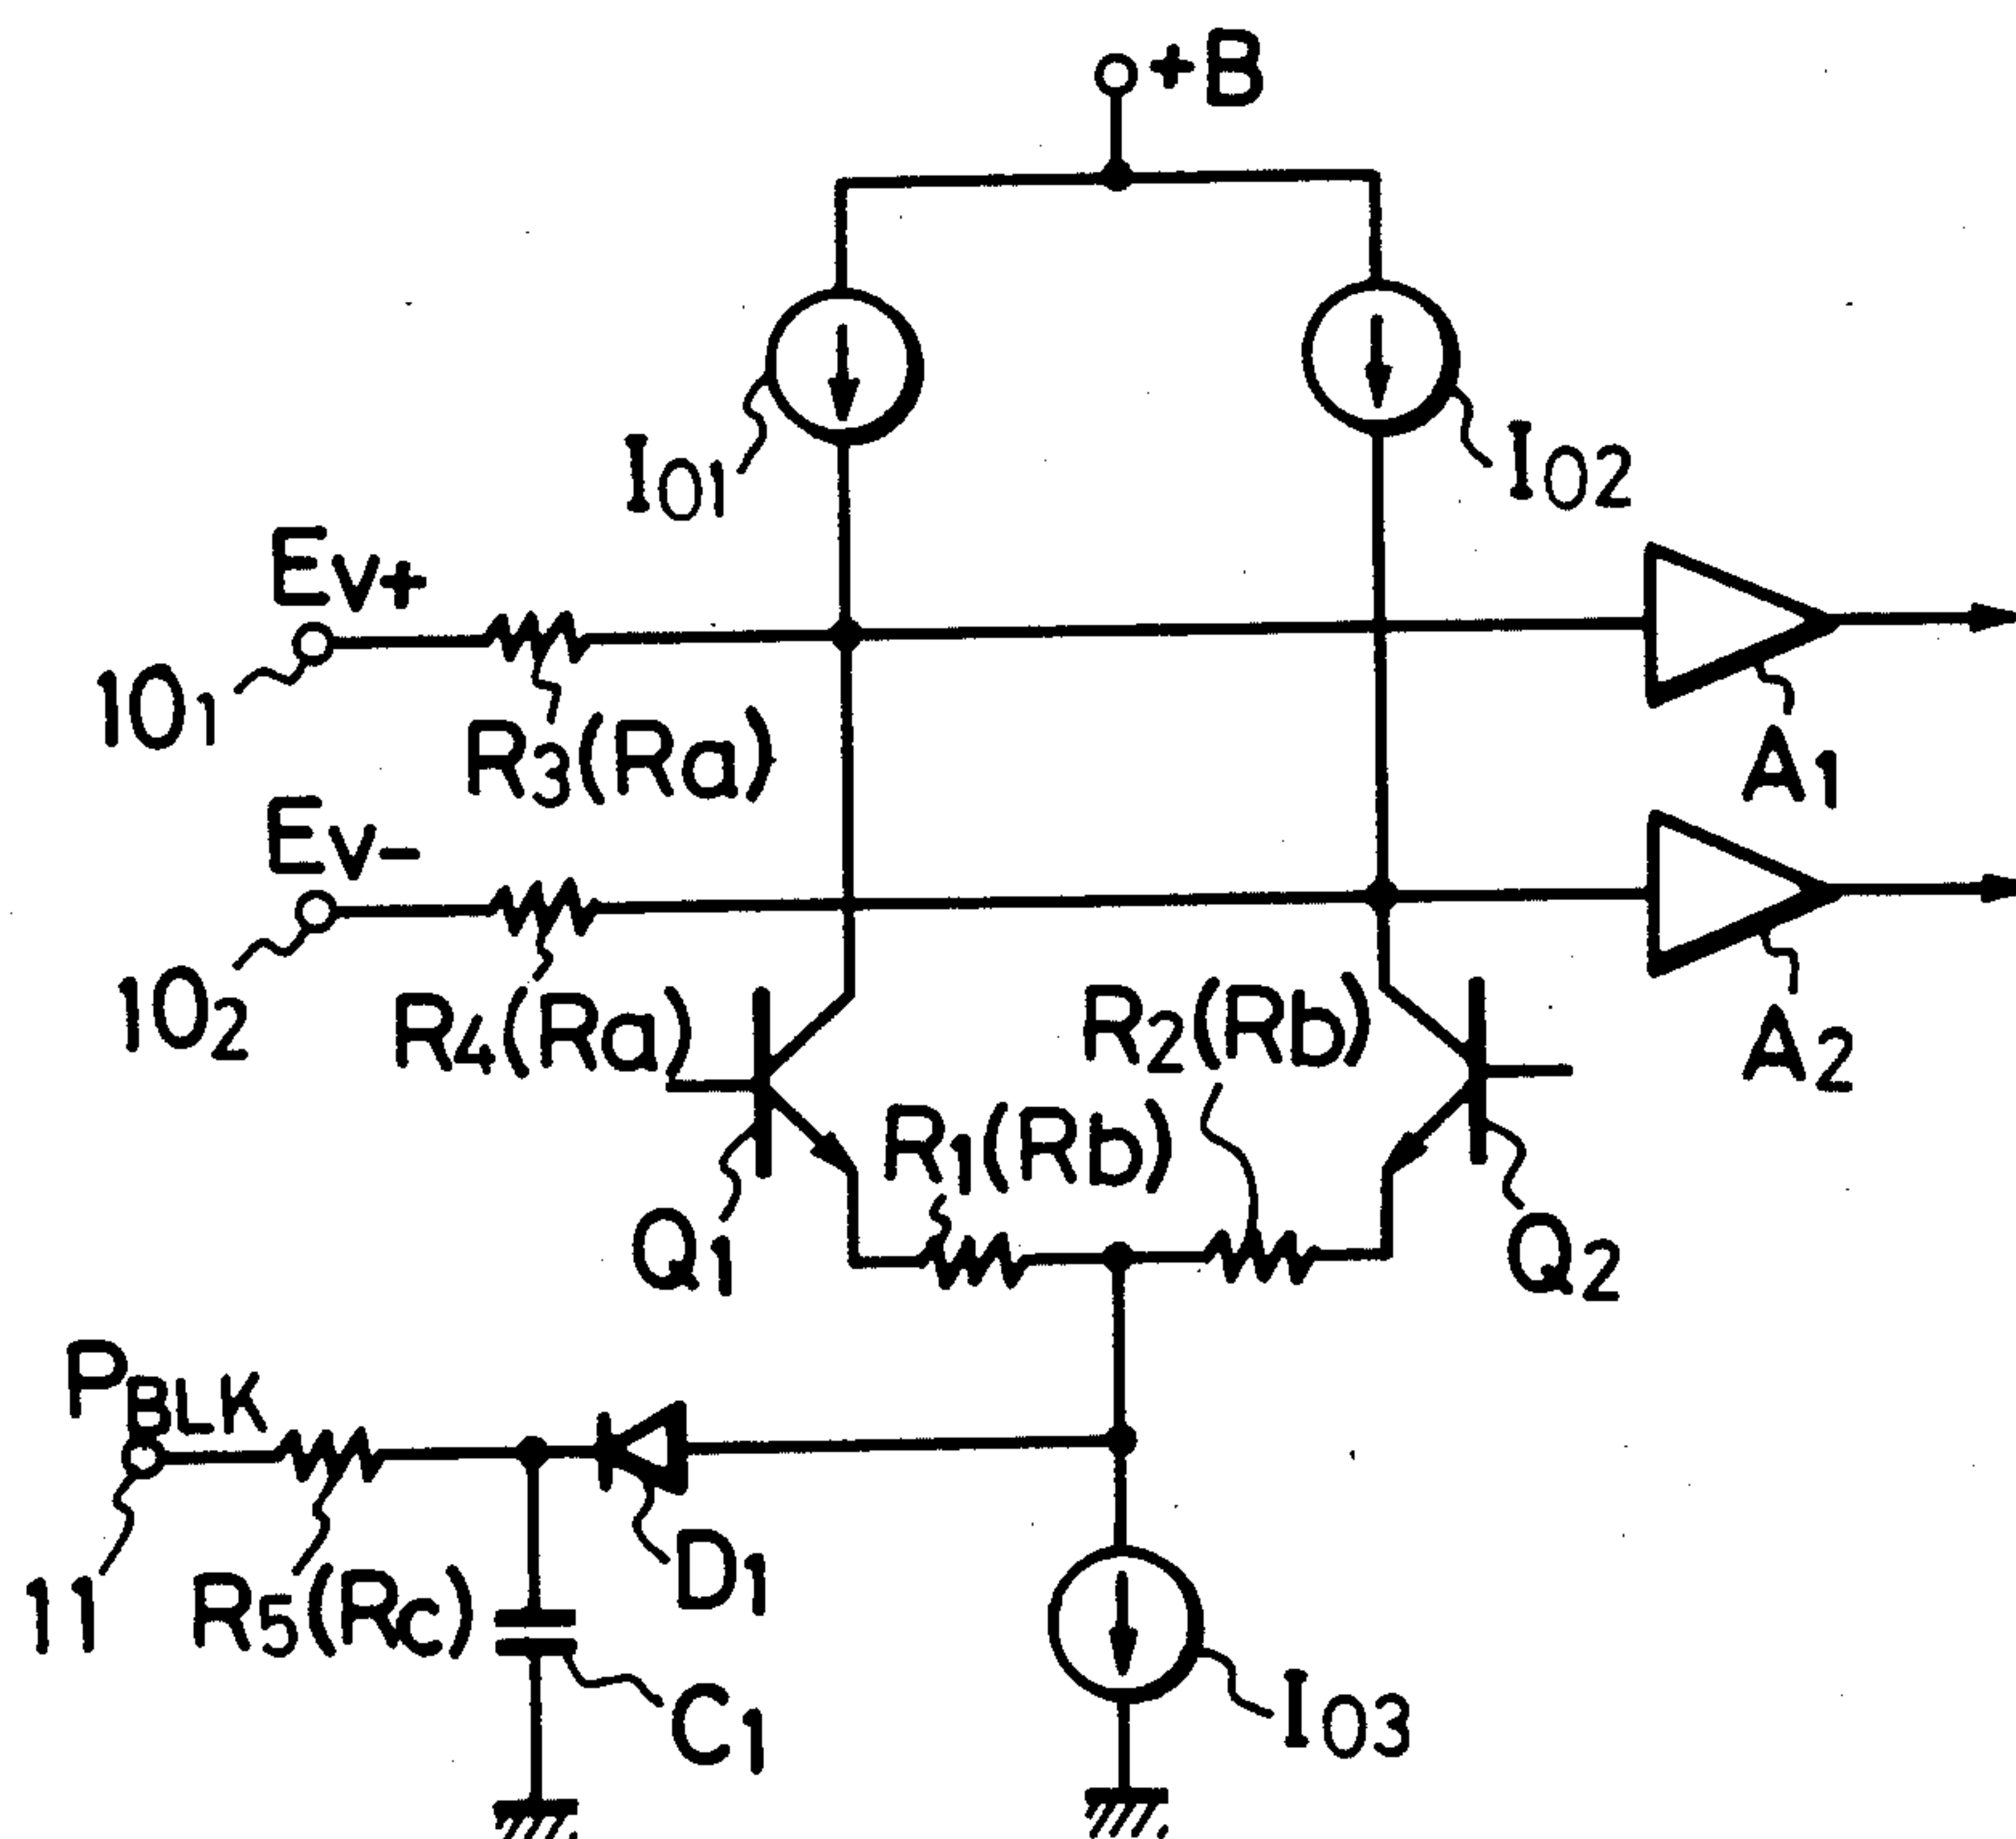 +B
I01
I02
Ev+
101
R3(Ra)
A1
Ev-
102
R4(Ra)
R2(Rb)
A2
R1(Rb)
Q1
Q2
PBLK
11
R5(Rc)
D1
C1
I03